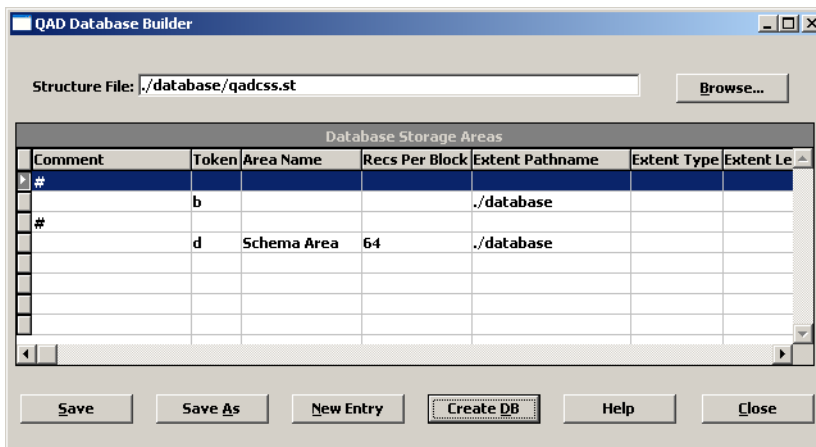 QAD Database Builder
Structure File: ./database/qadcss.st Browse...
Database Storage Areas
Comment Token Area Name Recs Per Block Extent Pathname Extent Type Extent Le
#
b ./database
#
d Schema Area 64 ./database
Save Save As New Entry Create DB Help Close